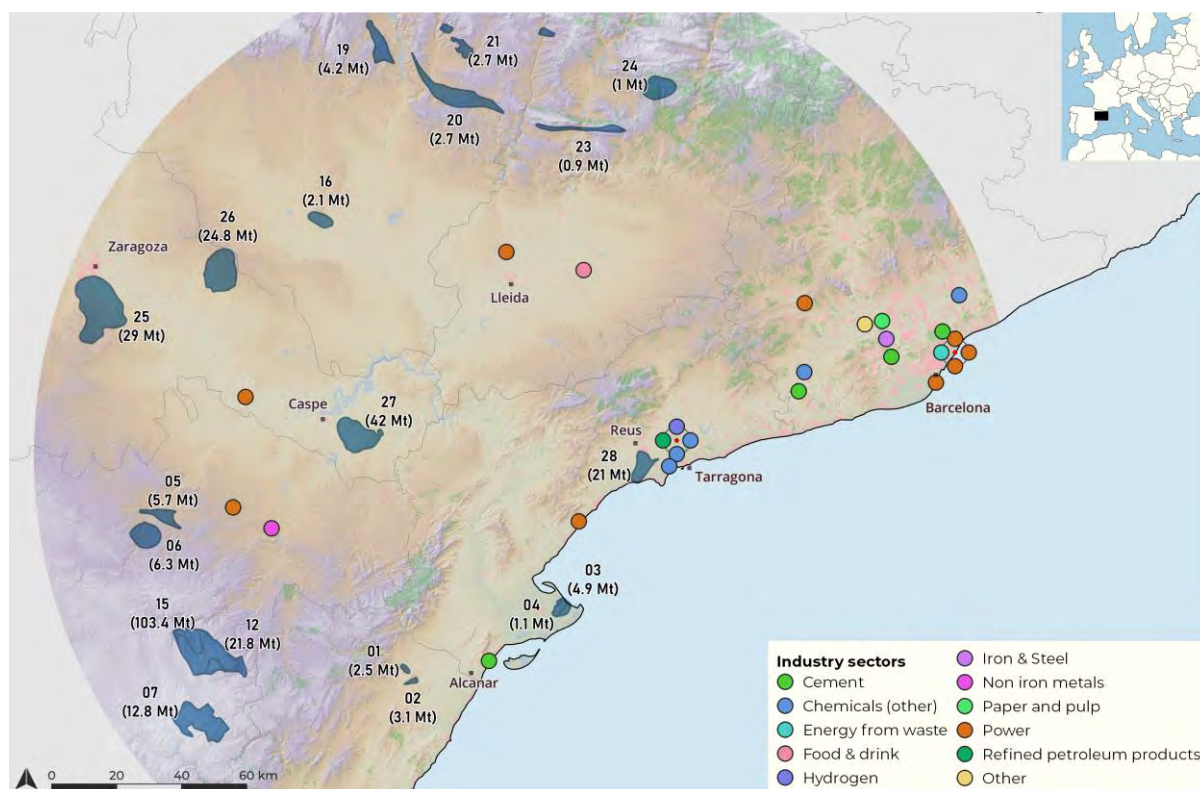 19
(4.2 Mt)
21
(2.7 Mt)
24
(1 Mt)
20
(2.7 Mt)
23
(0.9 Mt)
16
(2.1 Mt)
26
(24.8 Mt)
Zaragoza
Lleida
25
(29 Mt)
Caspe
27
(42 Mt)
Barcelona
Reus
28
(21 Mt)
Tarragona
05
(5.7 Mt)
06
(6.3 Mt)
03
(4.9 Mt)
04
(1.1 Mt)
15
(103.4 Mt)
12
(21.8 Mt)
01
(2.5 Mt)
Alcanar
02
(3.1 Mt)
07
(12.8 Mt)
0 20 40 60 km
Industry sectors
Cement
Chemicals (other)
Energy from waste
Food & drink
Hydrogen
Iron & Steel
Non iron metals
Paper and pulp
Power
Refined petroleum products
Other